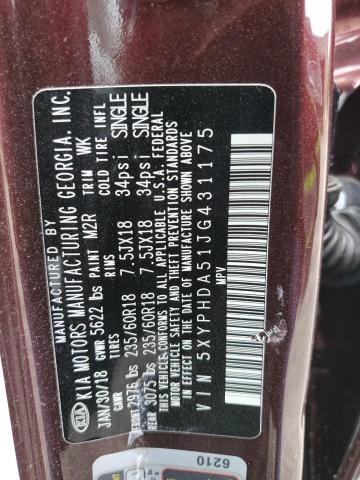 MANUFACTURED BY
KIA MOTORS MANUFACTURING GEORGIA, INC.
JAN/30/18 GVWR 5622 lbs PAINT M2R TRIM WK
GAWR TIRES RIMS COLD TIRE INFL
FRONT 2976 lbs 235/60R18 7.5JX18 34psi SINGLE
REAR 3075 lbs 235/60R18 7.5JX18 34psi SINGLE
THIS VEHICLE CONFORMS TO ALL APPLICABLE U.S.A. FEDERAL
MOTOR VEHICLE SAFETY AND THEFT PREVENTION STANDARDS
IN EFFECT ON THE DATE OF MANUFACTURE SHOWN ABOVE.
VIN 5XYPHDA51JG431175
MPV
KIA
6210